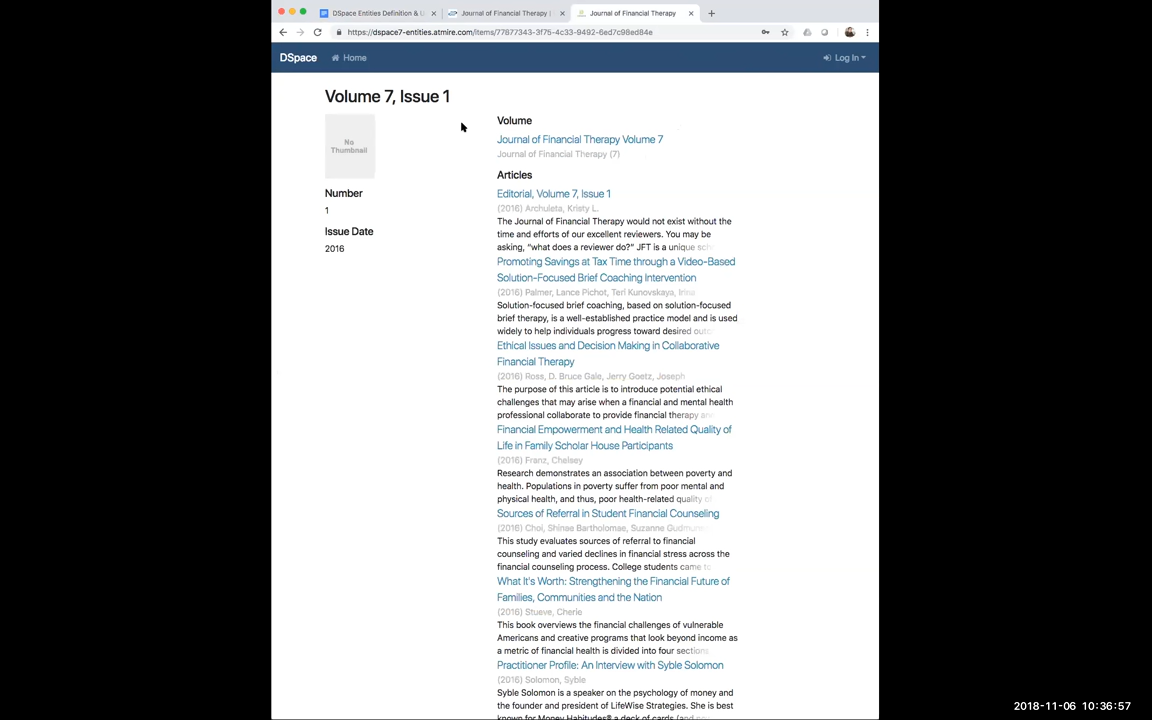 DSpace Entities Definition & U
Journal of Financial Therapy |
Journal of Financial Therapy
https://dspace7-entities.atmire.com/items/77877343-3f75-4c33-9492-6ed7c98ed84e
DSpace
Home
Log In
Volume 7, Issue 1
No
Thumbnail
Number
1
Issue Date
2016
Volume
Journal of Financial Therapy Volume 7
Journal of Financial Therapy (7)
Articles
Editorial, Volume 7, Issue 1
(2016) Archuleta, Kristy L.
The Journal of Financial Therapy would not exist without the
time and efforts of our excellent reviewers. You may be
asking, "what does a reviewer do?" JFT is a unique
Promoting Savings at Tax Time through a Video-Based
Solution-Focused Brief Coaching Intervention
(2016) Palmer, Lance Pichot, Teri Kunovskaya, Irina
Solution-focused brief coaching, based on solution-focused
brief therapy, is a well-established practice model and is used
widely to help individuals progress toward desired
Ethical Issues and Decision Making in Collaborative
Financial Therapy
(2016) Ross, D. Bruce Gale, Jerry Goetz, Joseph
The purpose of this article is to introduce potential ethical
challenges that may arise when a financial and mental health
professional collaborate to provide financial therapy
Financial Empowerment and Health Related Quality of
Life in Family Scholar House Participants
(2016) Franz, Chelsey
Research demonstrates an association between poverty and
health. Populations in poverty suffer from poor mental and
physical health, and thus, poor health-related quality of
Sources of Referral in Student Financial Counseling
(2016) Choi, Shinae Bartholomae, Suzanne
This study evaluates sources of referral to financial
counseling and varied declines in financial stress across the
financial counseling process. College students came to
What It's Worth: Strengthening the Financial Future of
Families, Communities and the Nation
(2016) Stueve, Cherie
This book overviews the financial challenges of vulnerable
Americans and creative programs that look beyond income as
a metric of financial health is divided into four sections
Practitioner Profile: An Interview with Syble Solomon
(2016) Solomon, Syble
Syble Solomon is a speaker on the psychology of money and
the founder and president of LifeWise Strategies. She is best
known for Money Habitudes® a deck of cards (and
2018-11-06 10:36:57